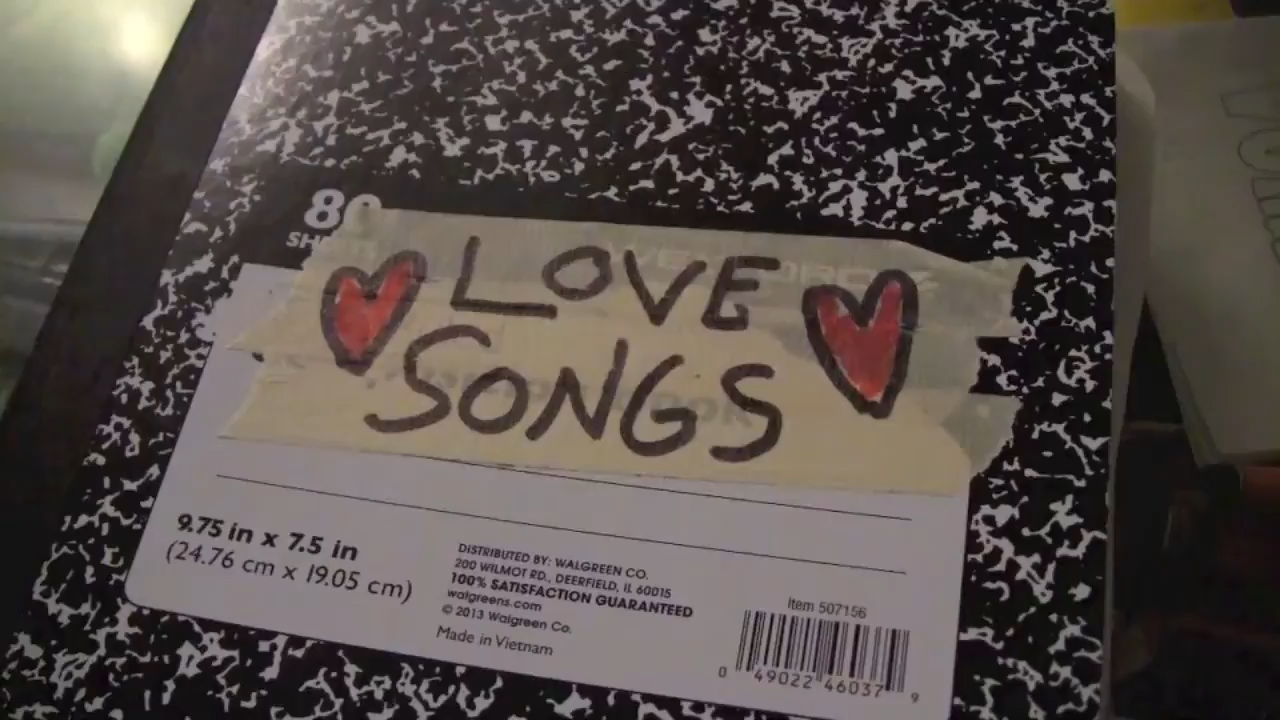 80
LOVE
SONGS
9.75 in x 7.5 in
(24.76 cm x 19.05 cm)
DISTRIBUTED BY: WALGREEN CO.
200 WILMOT RD., DEERFIELD, IL 60015
100% SATISFACTION GUARANTEED
walgreens.com
© 2013 Walgreen Co.
Made in Vietnam
Item 507156
0 49022 46037 9